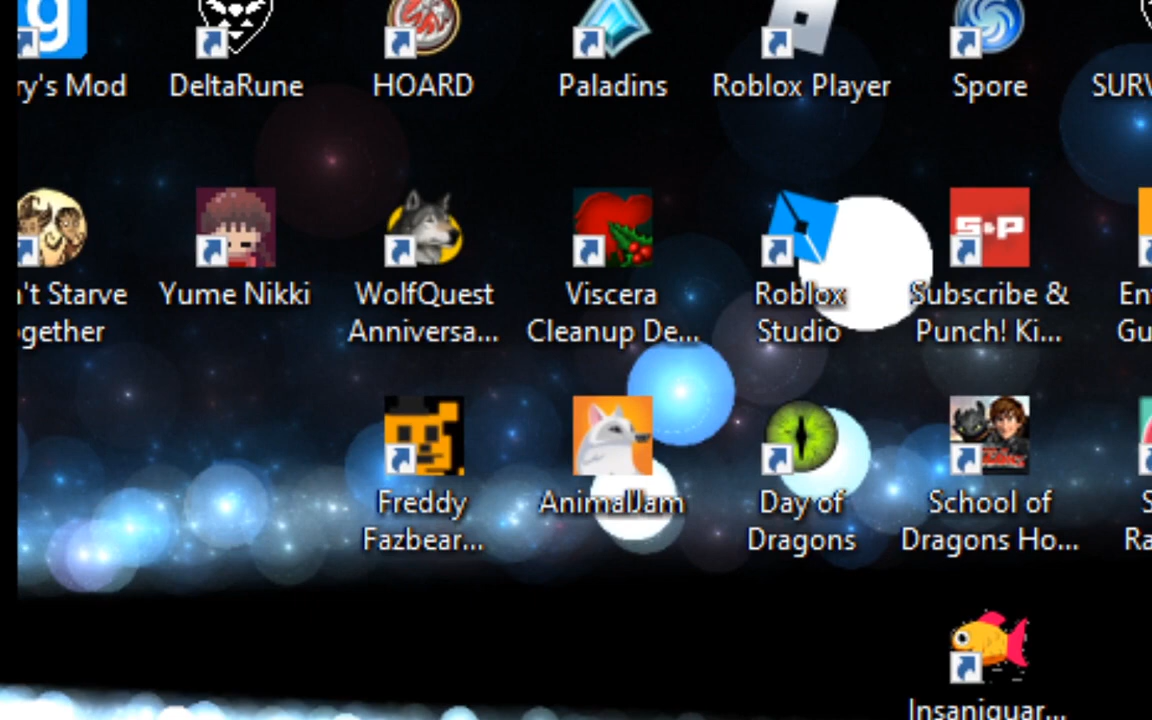 g
ry's Mod
DeltaRune
HOARD
Paladins
Roblox Player
Spore
SURV
n't Starve
ogether
Yume Nikki
WolfQuest
Anniversa...
Viscera
Cleanup De...
Roblox
Studio
S&P
Subscribe &
Punch! Ki...
En
Gu
Freddy
Fazbear...
AnimalJam
Day of
Dragons
School of
Dragons Ho...
S
Ra
Insaniquar...